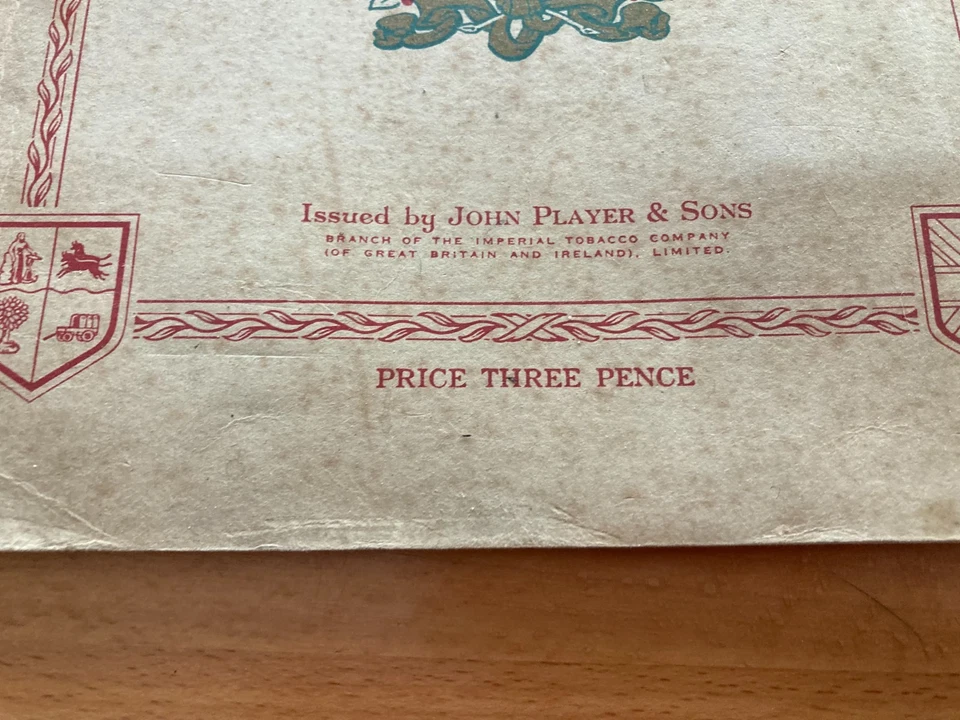 Issued by JOHN PLAYER & SONS
BRANCH OF THE IMPERIAL TOBACCO COMPANY
(OF GREAT BRITAIN AND IRELAND), LIMITED.
PRICE THREE PENCE